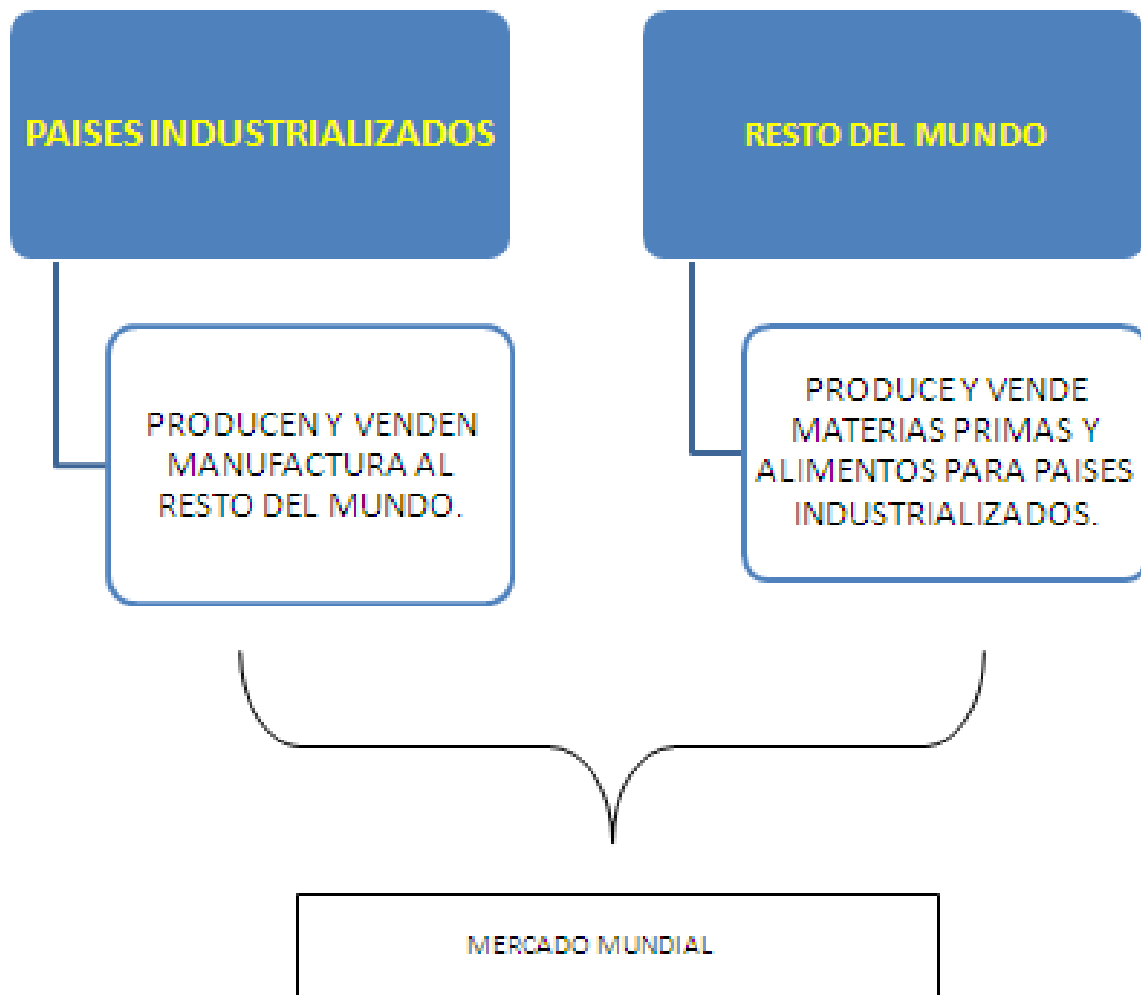 PAISES INDUSTRIALIZADOS
RESTO DEL MUNDO
PRODUCEN Y VENDEN
MANUFACTURA AL
RESTO DEL MUNDO.
PRODUCE Y VENDE
MATERIAS PRIMAS Y
ALIMENTOS PARA PAISES
INDUSTRIALIZADOS.
MERCADO MUNDIAL